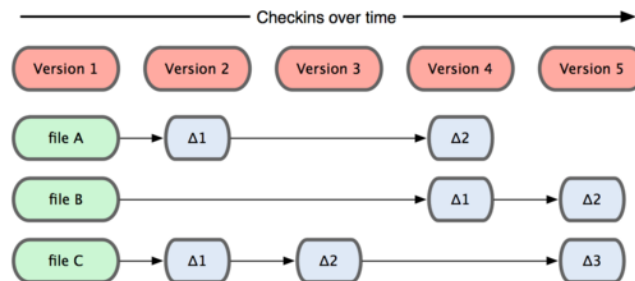 Checkins over time
Version 1 Version 2 Version 3 Version 4 Version 5
file A Δ1 Δ2
file B Δ1 Δ2
file C Δ1 Δ2 Δ3